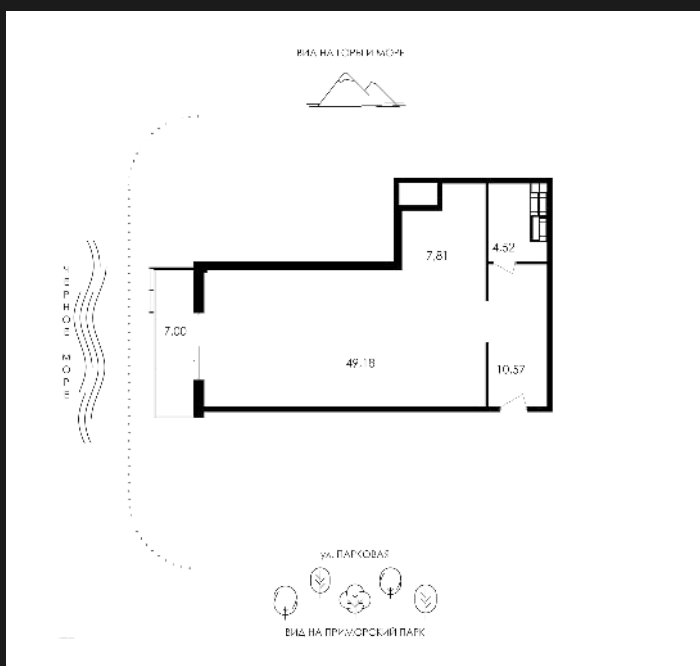 ВИД НА ГОРЫ И МОРЕ
7.81
4.52
ЧЕРНОЕ МОРЕ
7.00
49.18
10.57
ул. ПАРКОВАЯ
ВИД НА ПРИМОРСКИЙ ПАРК